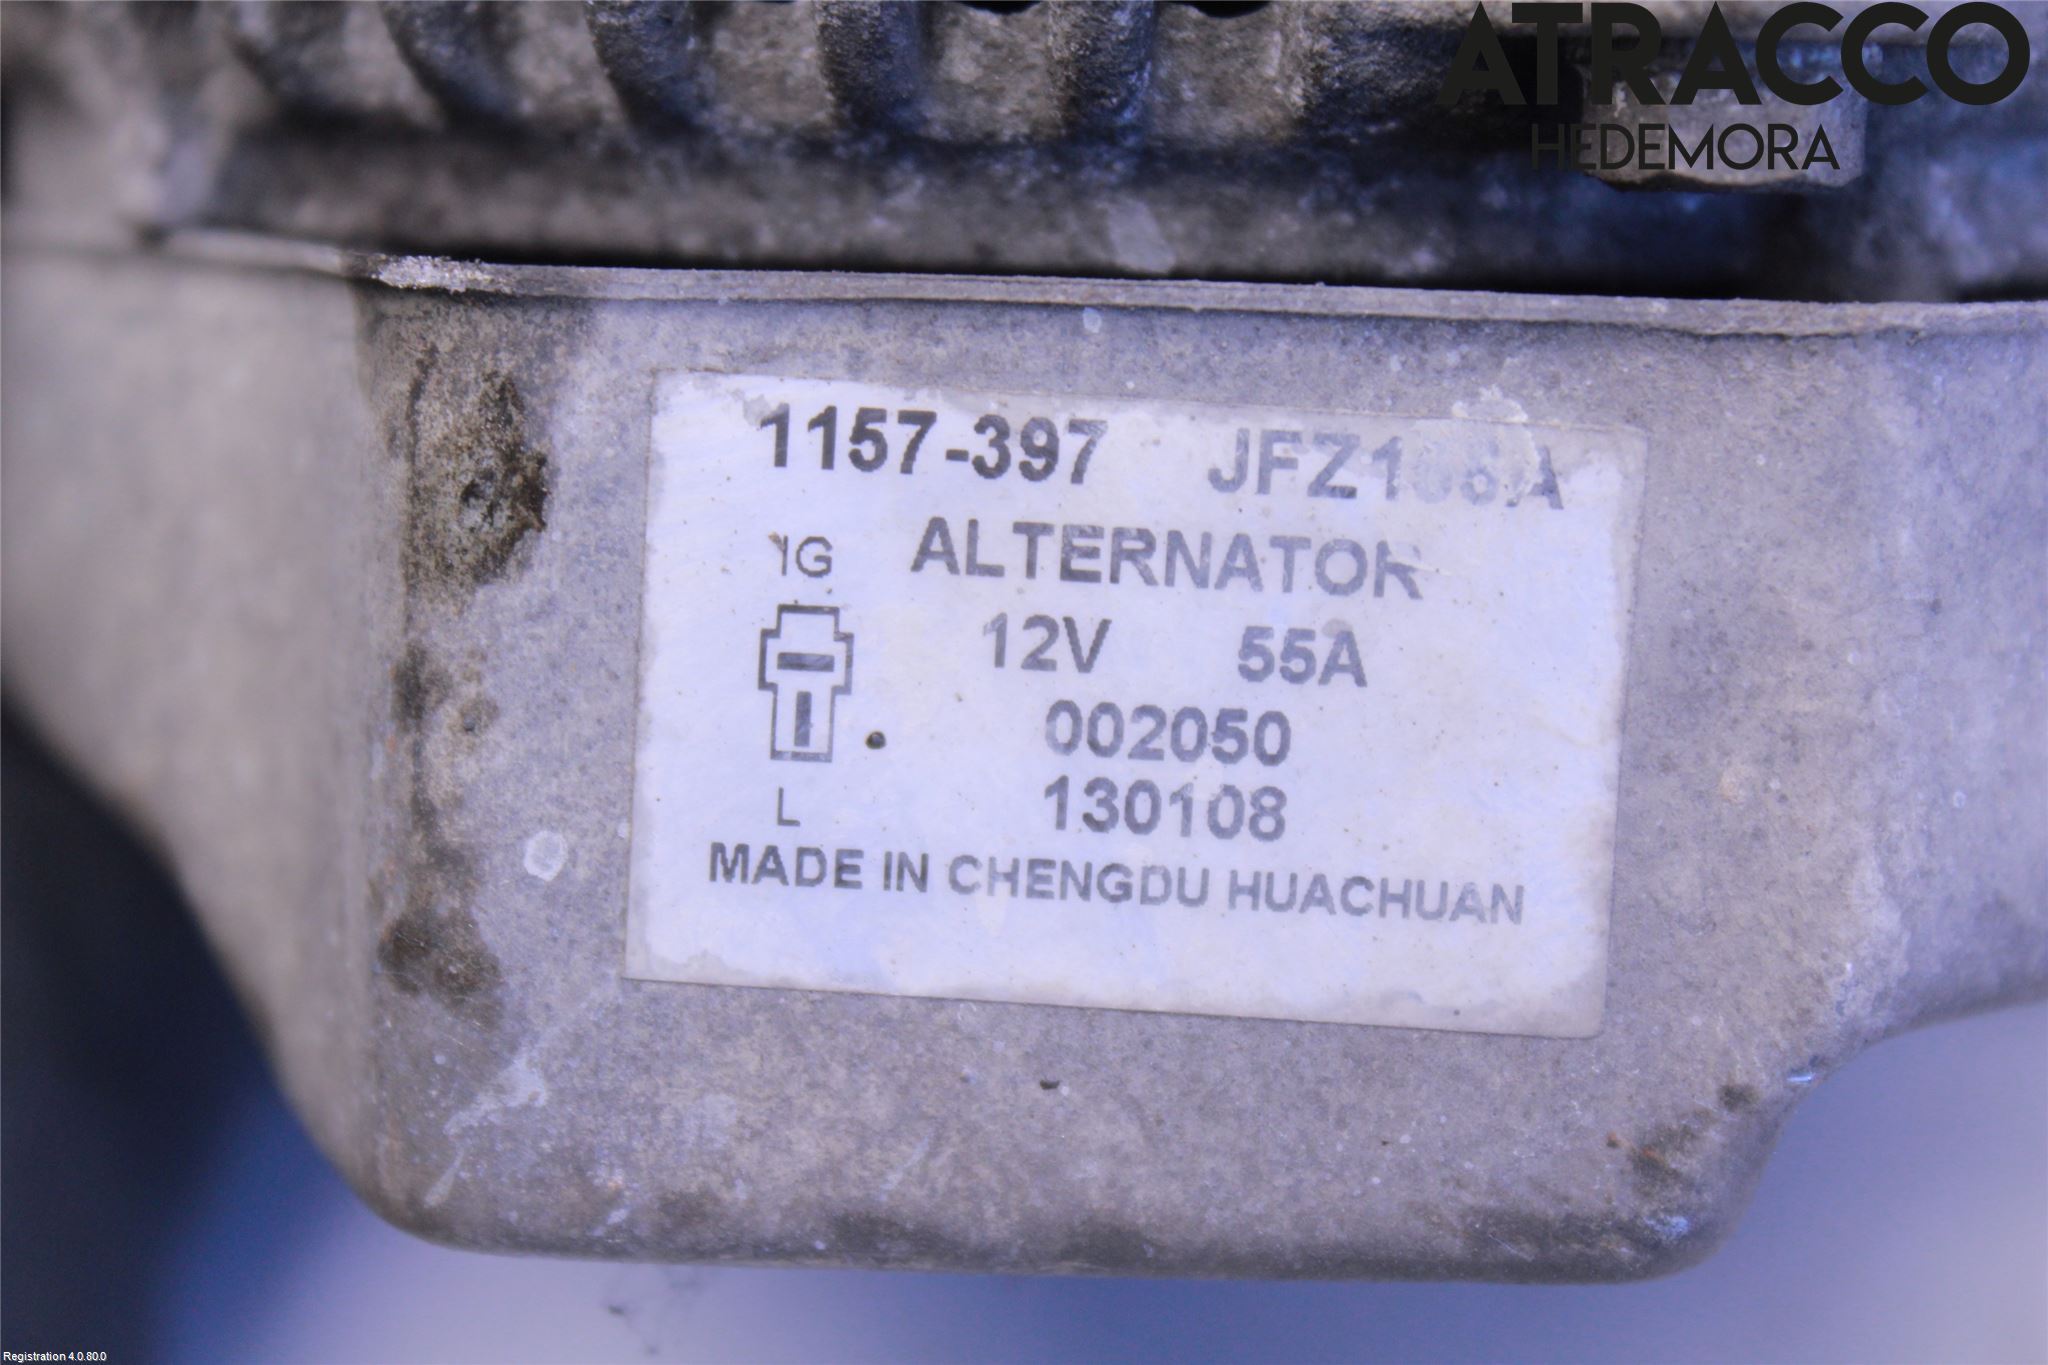 ATRACCO
HEDEMORA
1157-397
IG ALTERNATOR
12V 55A
002050
L 130108
MADE IN CHENGDU HUACHUAN
Registration 4.0.80.0